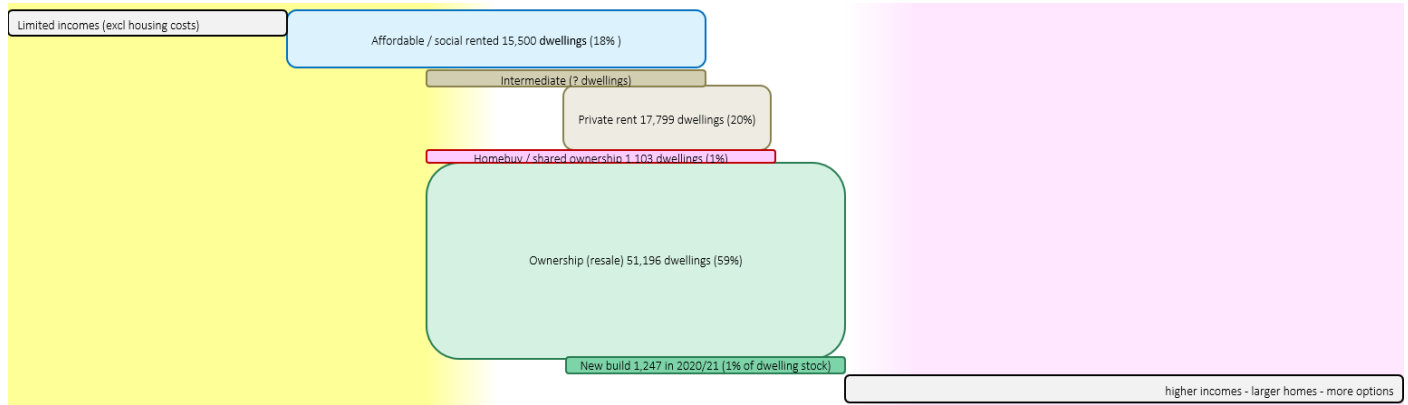 Limited incomes (excl housing costs)
Affordable / social rented 15,500 dwellings (18% )
Intermediate (? dwellings)
Private rent 17,799 dwellings (20%)
Homebuy / shared ownership 1,103 dwellings (1%)
Ownership (resale) 51,196 dwellings (59%)
New build 1,247 in 2020/21 (1% of dwelling stock)
higher incomes - larger homes - more options